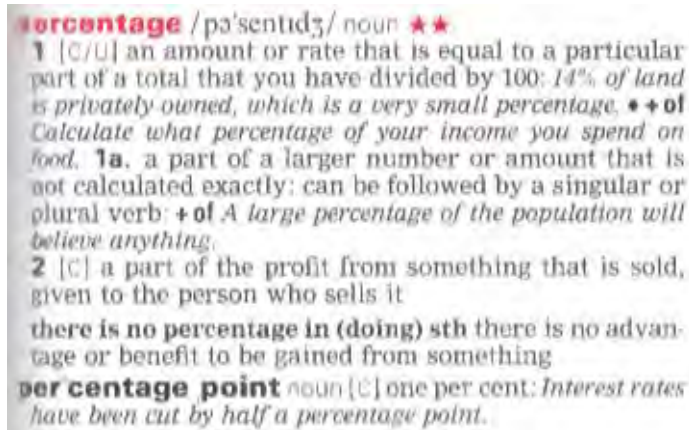 percentage /pəˈsentɪdʒ/ noun ★★
1 [C/U] an amount or rate that is equal to a particular
part of a total that you have divided by 100: 14% of land
is privately owned, which is a very small percentage. • + of
Calculate what percentage of your income you spend on
food. 1a. a part of a larger number or amount that is
not calculated exactly: can be followed by a singular or
plural verb: + of A large percentage of the population will
believe anything.
2 [C] a part of the profit from something that is sold,
given to the person who sells it
there is no percentage in (doing) sth there is no advan-
tage or benefit to be gained from something
per centage point noun [C] one per cent: Interest rates
have been cut by half a percentage point.